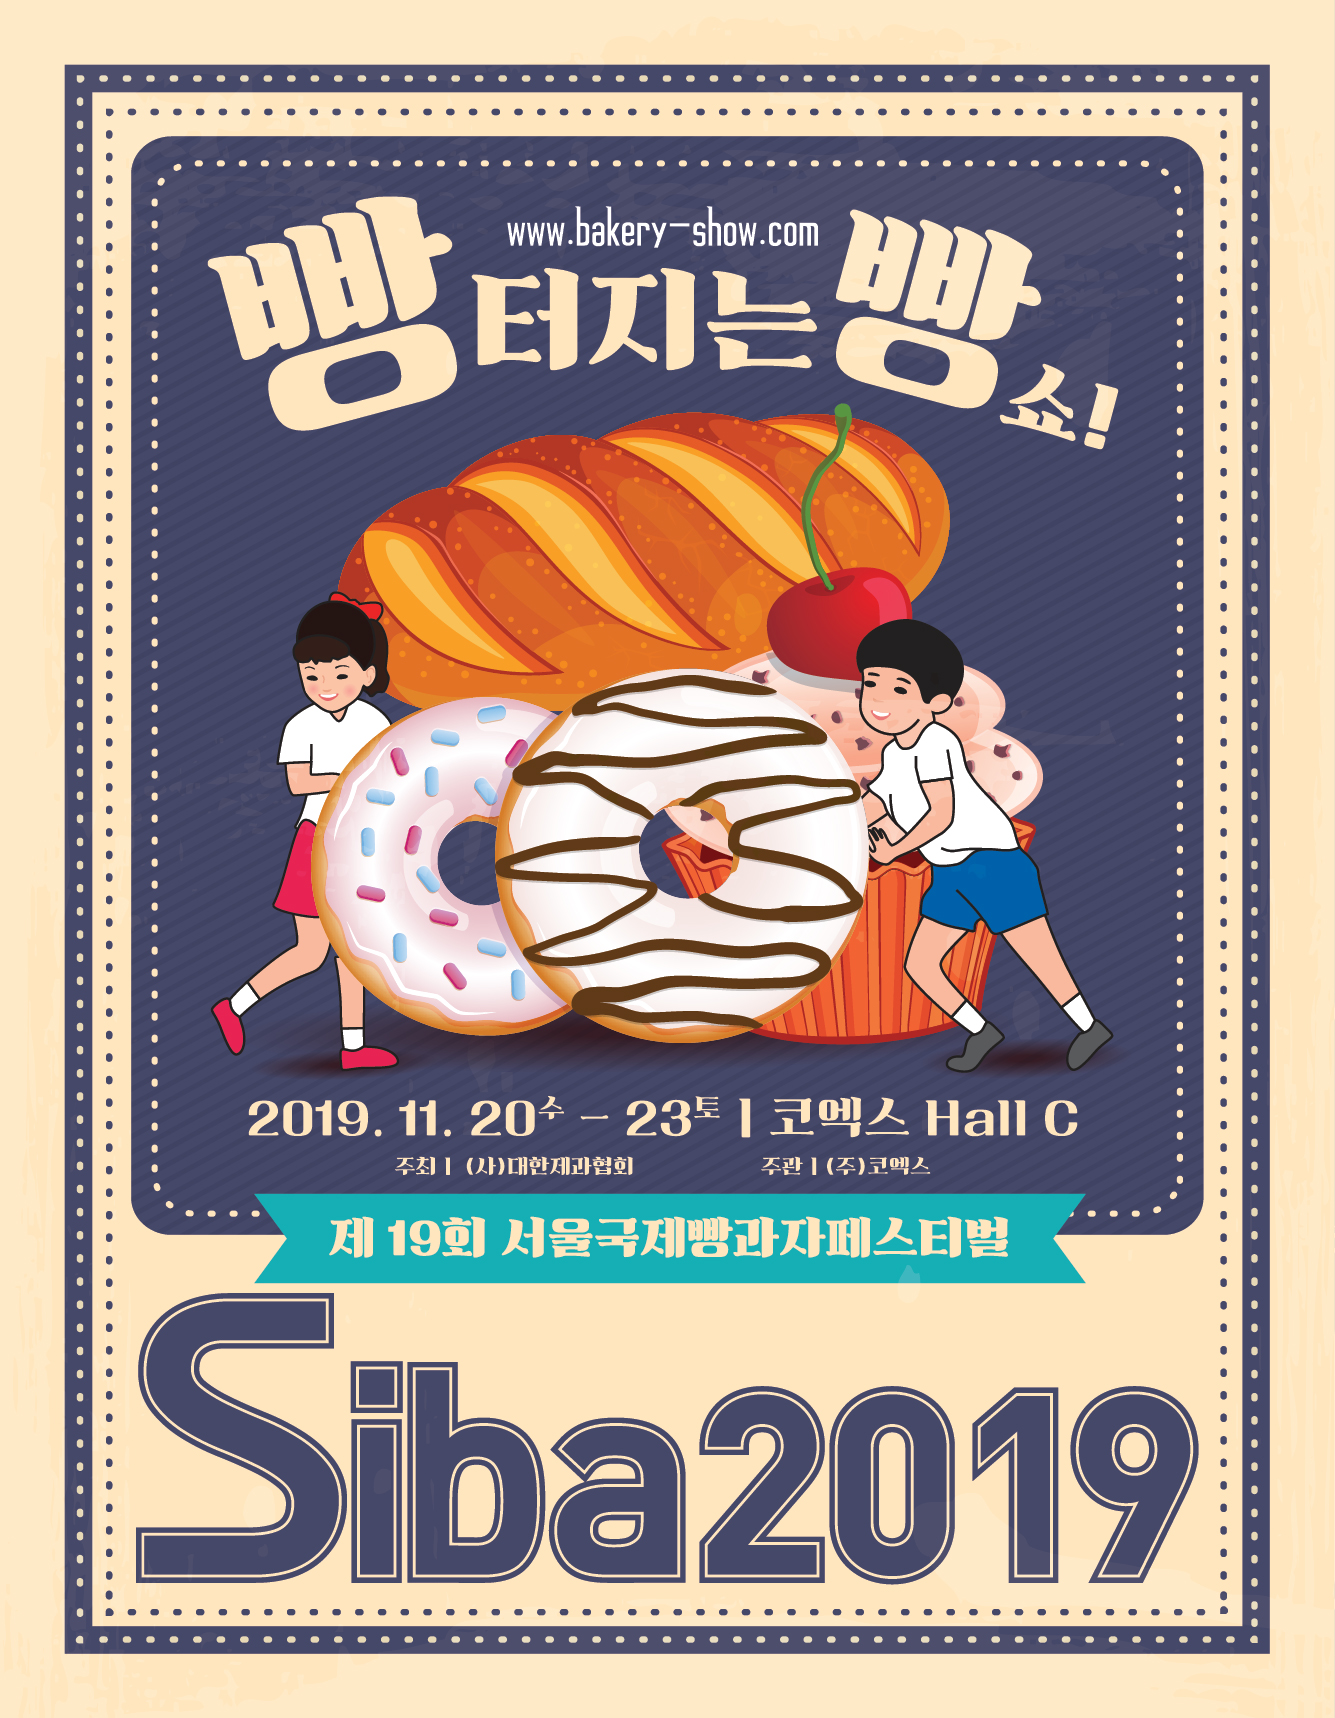 www.bakery-show.com
빵 터지는 빵 쇼!
2019. 11. 20수 - 23토 | 코엑스 Hall C
주최 | (사)대한제과협회 주관 | (주)코엑스
제 19회 서울국제빵과자페스티벌
Siba2019